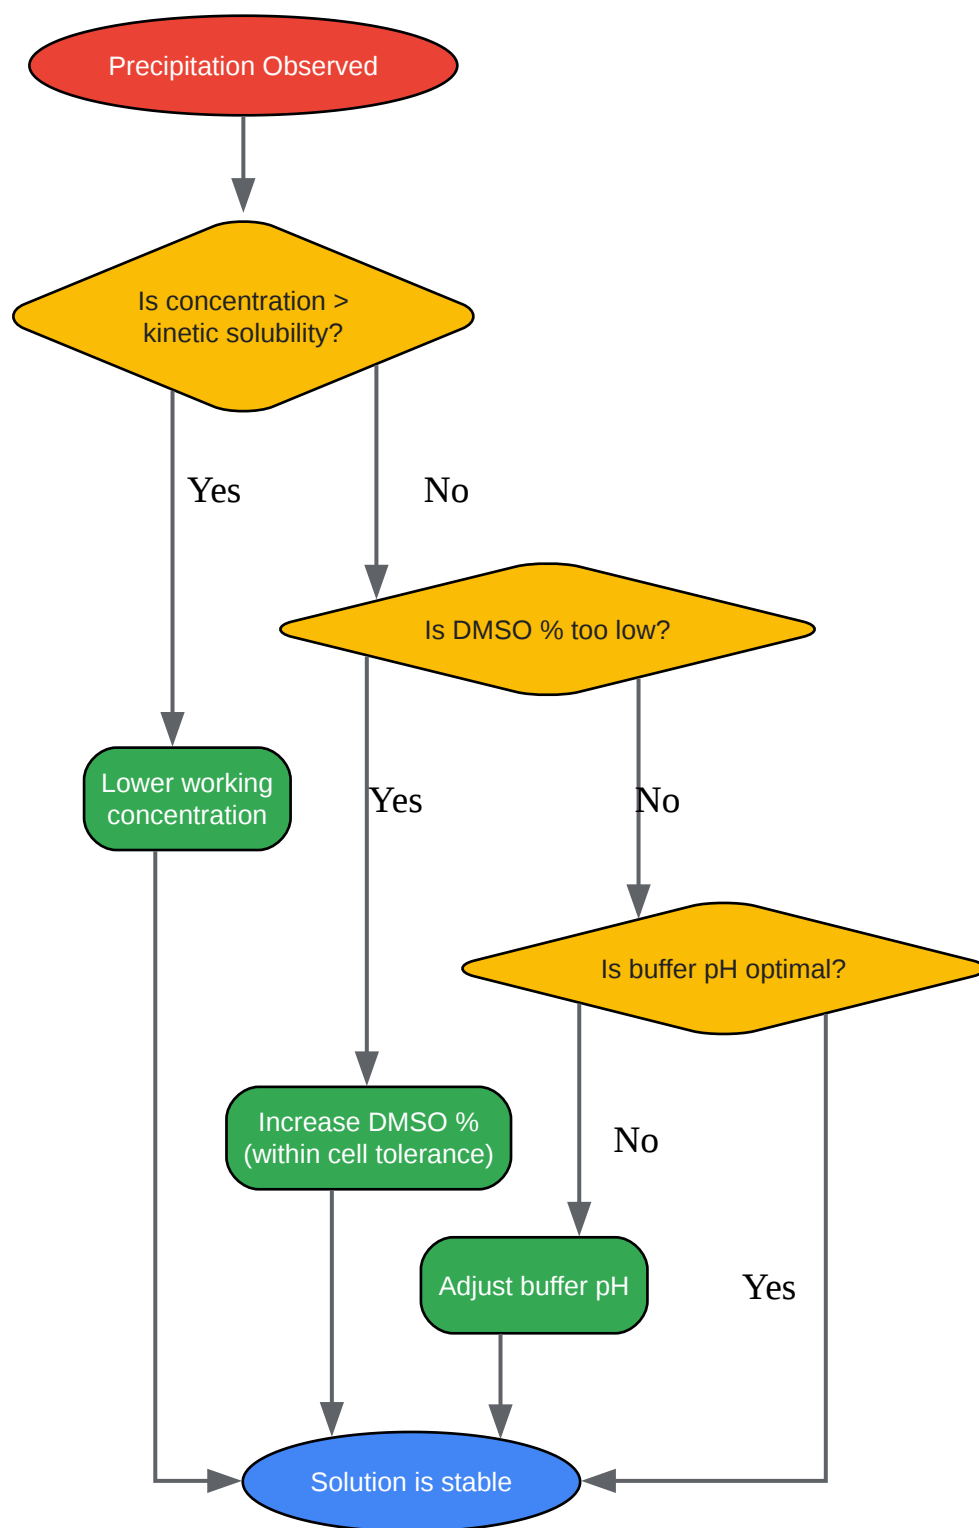 Precipitation Observed
Is concentration >
kinetic solubility?
Yes
No
Is DMSO % too low?
Lower working
concentration
Yes
No
Is buffer pH optimal?
Increase DMSO %
(within cell tolerance)
No
Adjust buffer pH
Yes
Solution is stable